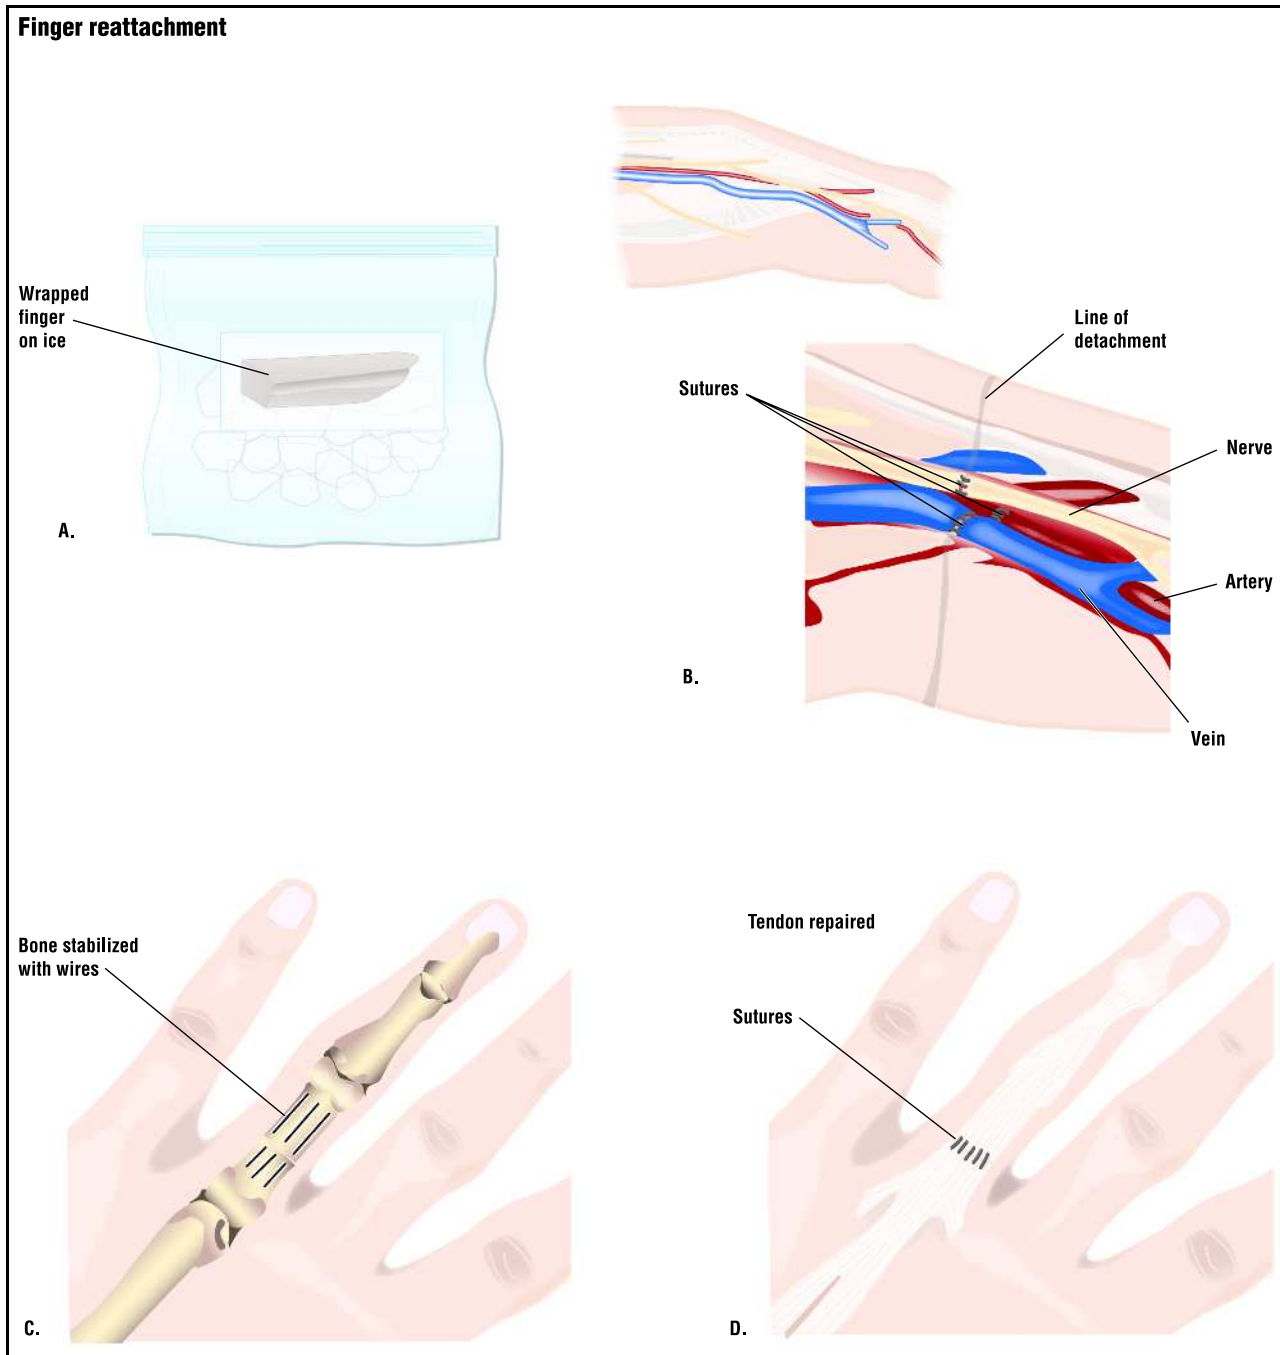 Finger reattachment
Wrapped
finger
on ice
A.
Line of
detachment
Sutures
Nerve
Artery
B.
Vein
Bone stabilized
with wires
C.
Tendon repaired
Sutures
D.